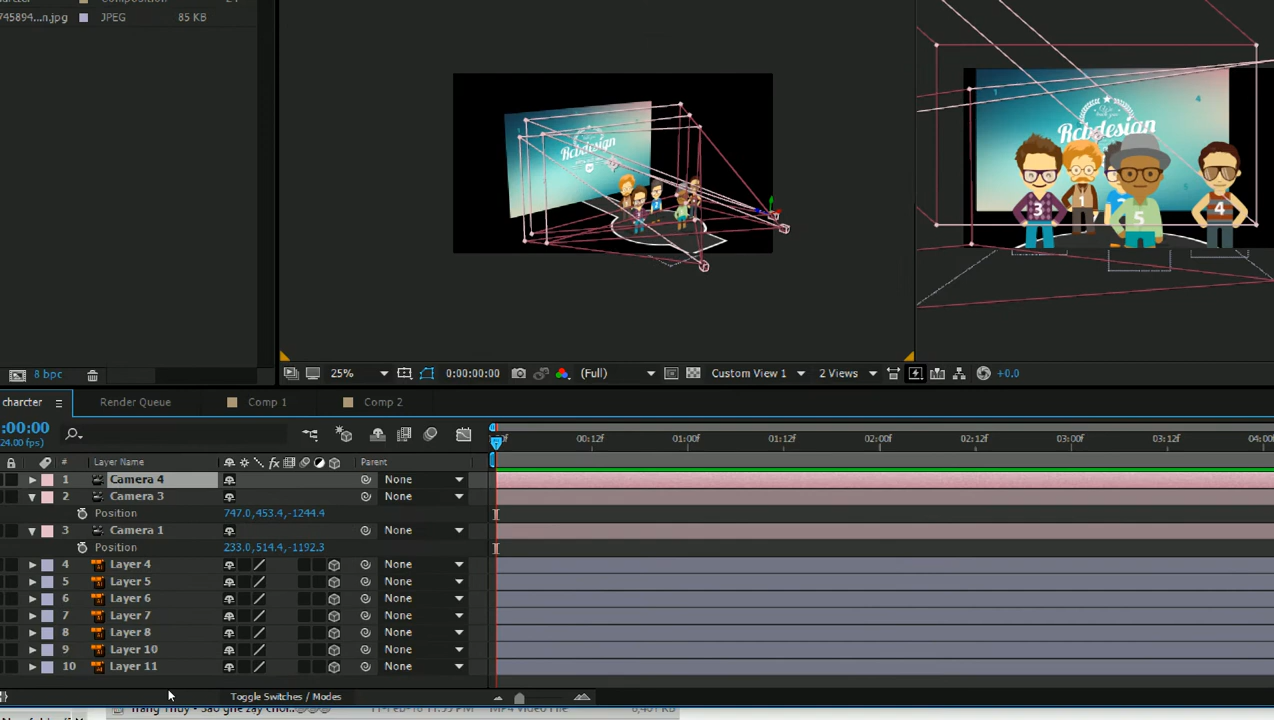 Composition
745894...n.jpg JPEG 85 KB
Rcbdesign
Rcbdesign
3 1 5 4
8 bpc
25% 0:00:00:00 (Full) Custom View 1 2 Views +0.0
charcter Render Queue Comp 1 Comp 2
:00:00
24.00 fps)
00:12f 01:00f 01:12f 02:00f 02:12f 03:00f 03:12f 04:00
# Layer Name fx Parent
1 Camera 4 None
2 Camera 3 None
Position 747.0,453.4,-1244.4
3 Camera 1 None
Position 233.0,514.4,-1192.3
4 Layer 4 None
5 Layer 5 None
6 Layer 6 None
7 Layer 7 None
8 Layer 8 None
9 Layer 10 None
10 Layer 11 None
Toggle Switches / Modes